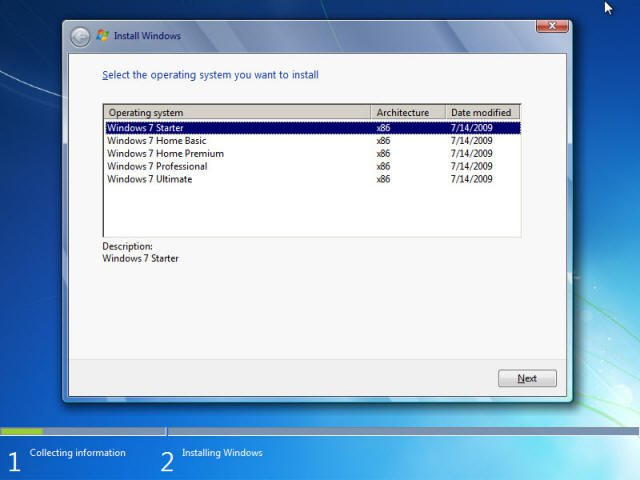 Install Windows
Select the operating system you want to install
Operating system Architecture Date modified
Windows 7 Starter x86 7/14/2009
Windows 7 Home Basic x86 7/14/2009
Windows 7 Home Premium x86 7/14/2009
Windows 7 Professional x86 7/14/2009
Windows 7 Ultimate x86 7/14/2009
Description:
Windows 7 Starter
Next
1 Collecting information 2 Installing Windows